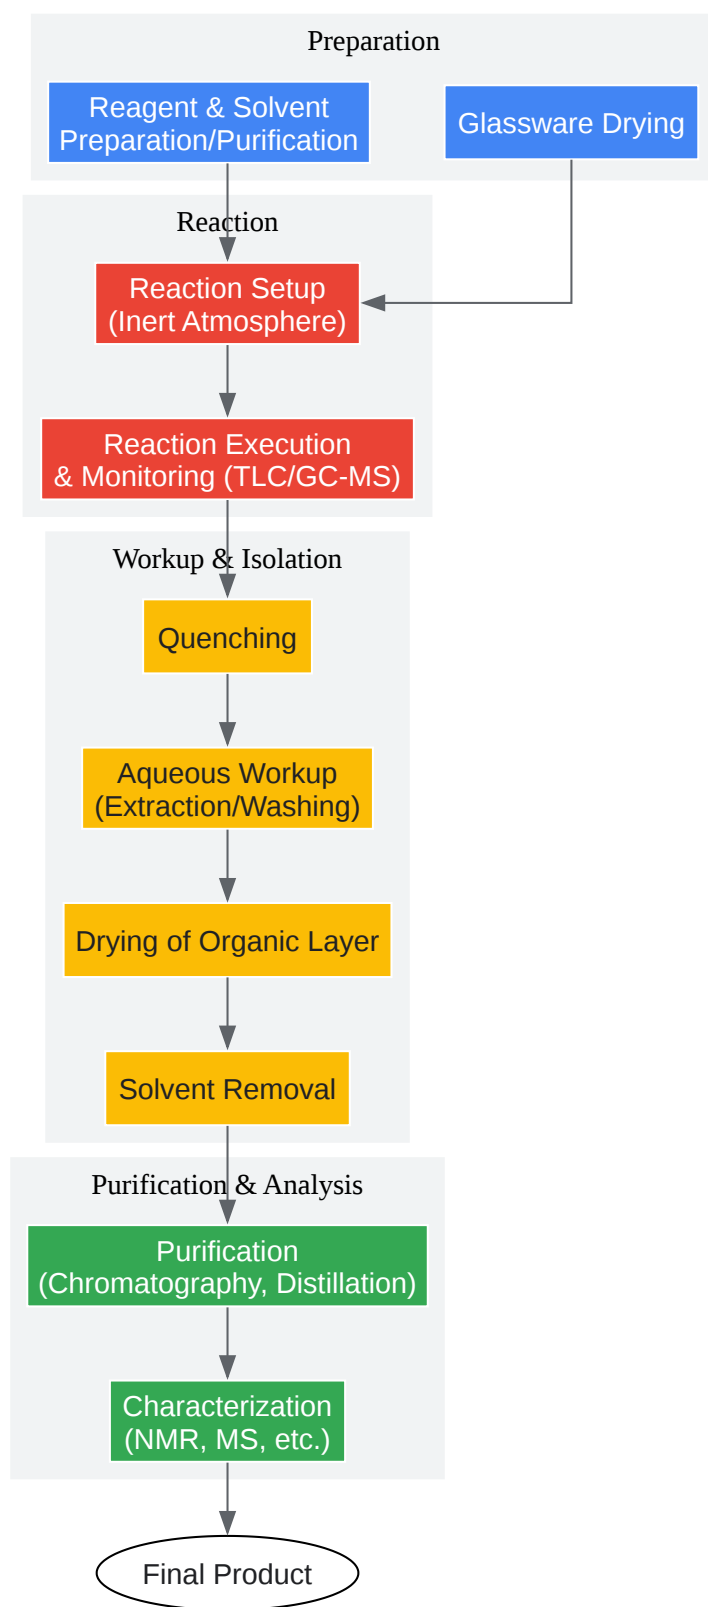 Preparation
Reagent & Solvent
Preparation/Purification
Glassware Drying
Reaction
Reaction Setup
(Inert Atmosphere)
Reaction Execution
& Monitoring (TLC/GC-MS)
Workup & Isolation
Quenching
Aqueous Workup
(Extraction/Washing)
Drying of Organic Layer
Solvent Removal
Purification & Analysis
Purification
(Chromatography, Distillation)
Characterization
(NMR, MS, etc.)
Final Product